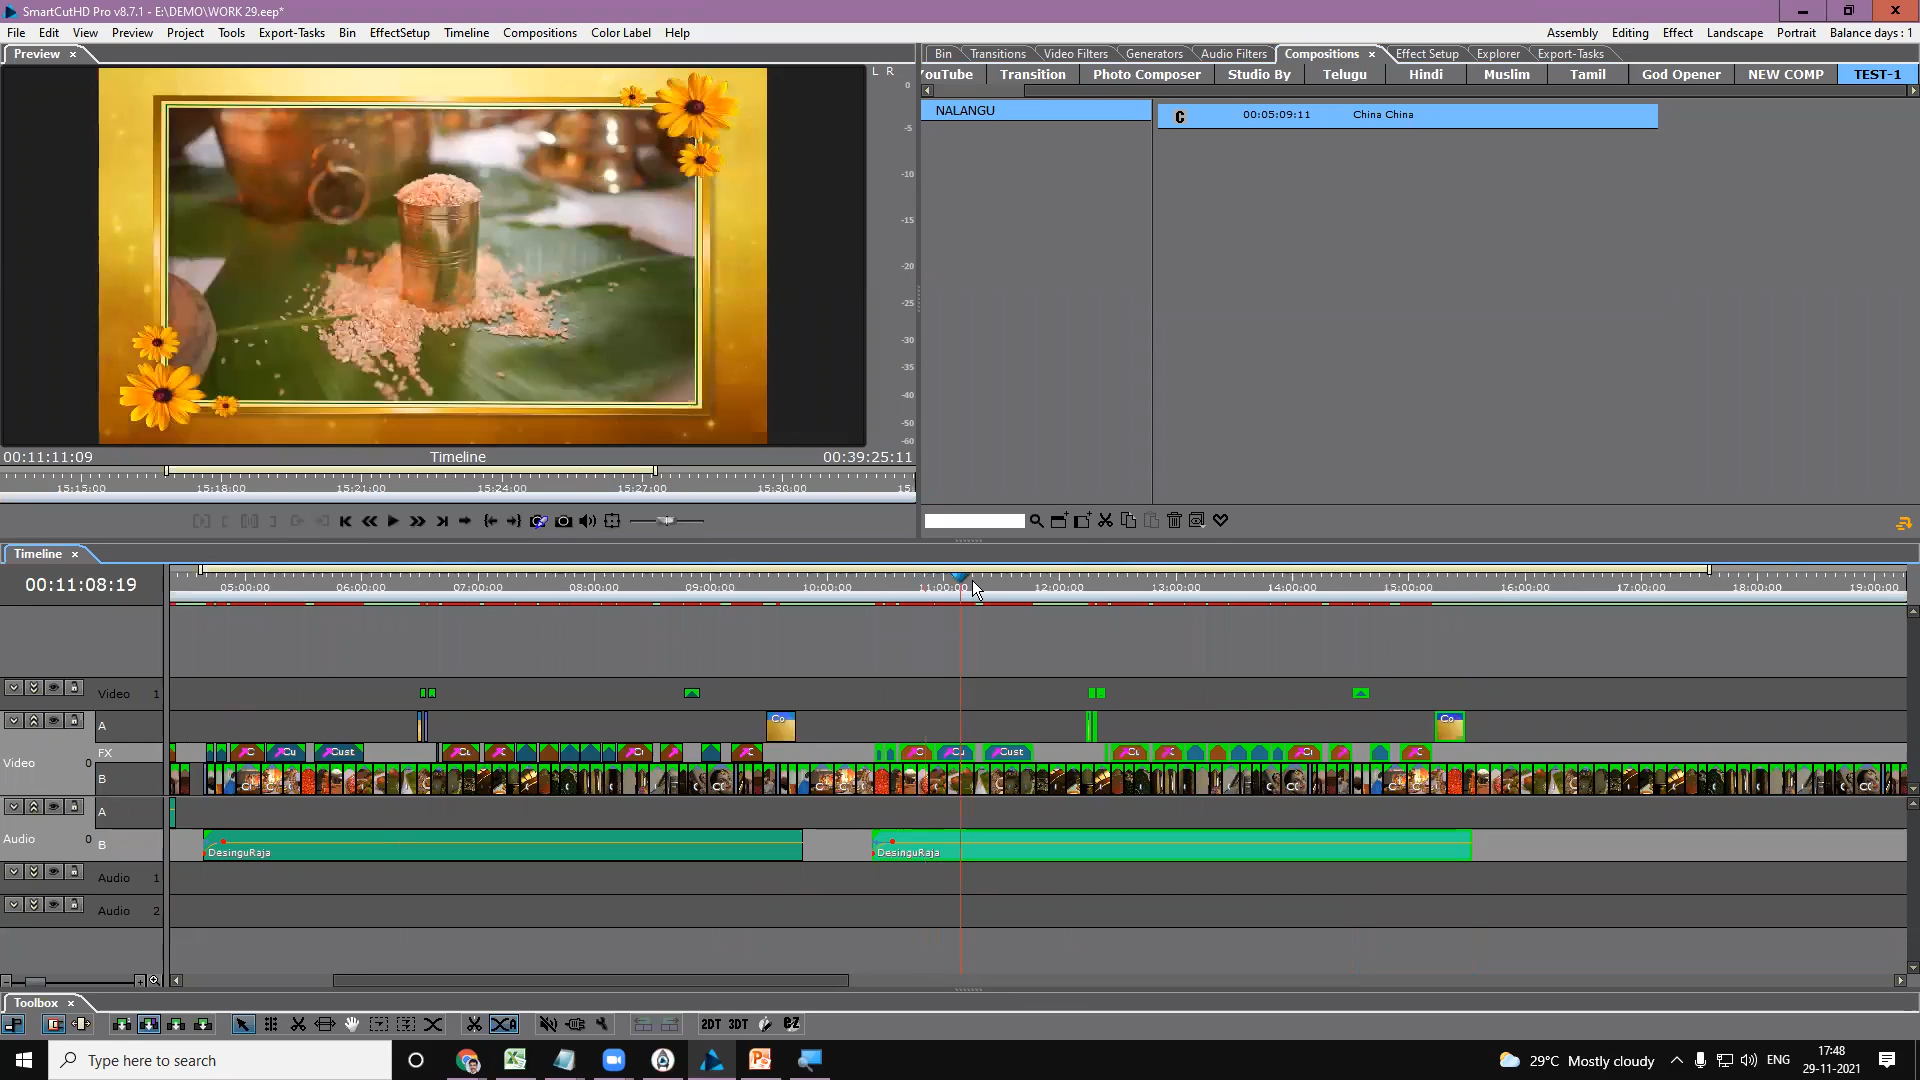 SmartCutHD Pro v8.7.1 - E:\DEMO\WORK 29.eep*
File Edit View Preview Project Tools Export-Tasks Bin EffectSetup Timeline Compositions Color Label Help
Assembly Editing Effect Landscape Portrait Balance days : 1
Preview ×
L R
Bin Transitions Video Filters Generators Audio Filters Compositions × Effect Setup Explorer Export-Tasks
ouTube Transition Photo Composer Studio By Telugu Hindi Muslim Tamil God Opener NEW COMP TEST-1
NALANGU
C 00:05:09:11 China China
0
-5
-10
-15
-20
-25
-30
-35
-40
-50
-60
00:11:11:09 Timeline 00:39:25:11
15:15:00 15:18:00 15:21:00 15:24:00 15:27:00 15:30:00 15
Timeline ×
00:11:08:19
05:00:00 06:00:00 07:00:00 08:00:00 09:00:00 10:00:00 11:00:00 12:00:00 13:00:00 14:00:00 15:00:00 16:00:00 17:00:00 18:00:00 19:00:00
Video 1
A Co Co
FX Cust Cust
Video 0
B
A
Audio 0
B DesinguRaja DesinguRaja
Audio 1
Audio 2
Toolbox ×
2DT 3DT eZ
Type here to search
29°C Mostly cloudy ENG
17:48
29-11-2021